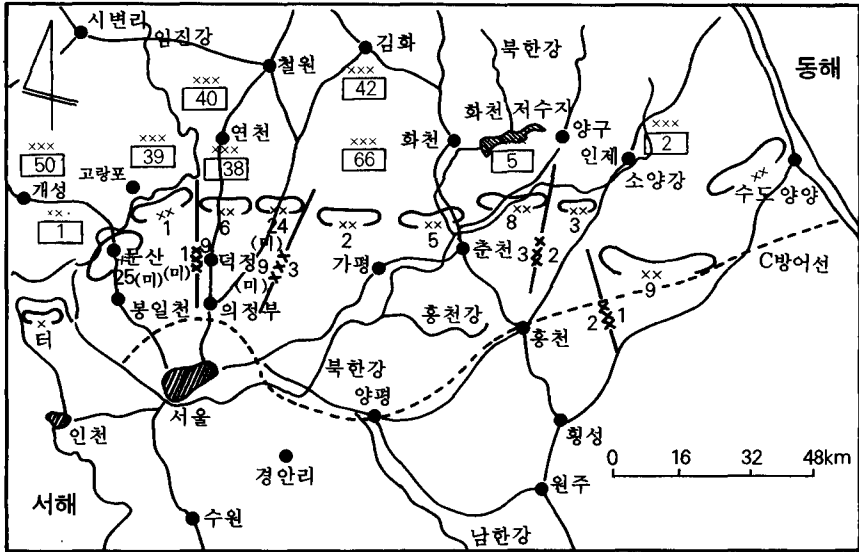 시변리
임진강
철원
김화
북한강
동해
×××
40
×××
42
화천 저수지
연천
화천
양구
×××
50
×××
39
×××
38
×××
66
5
인제
×××
2
고랑포
개성
소양강
××
수도
양양
××
1
××
1
××
6
24
(미)
××
2
××
5
××
8
××
3
문산
25(미)
(미)
1
9
덕정
(미)
9
3
가평
춘천
3
2
C방어선
××
9
봉일천
의정부
홍천강
2
1
×
터
홍천
북한강
서울
양평
인천
횡성
0 16 32 48km
경안리
서해
원주
수원
남한강